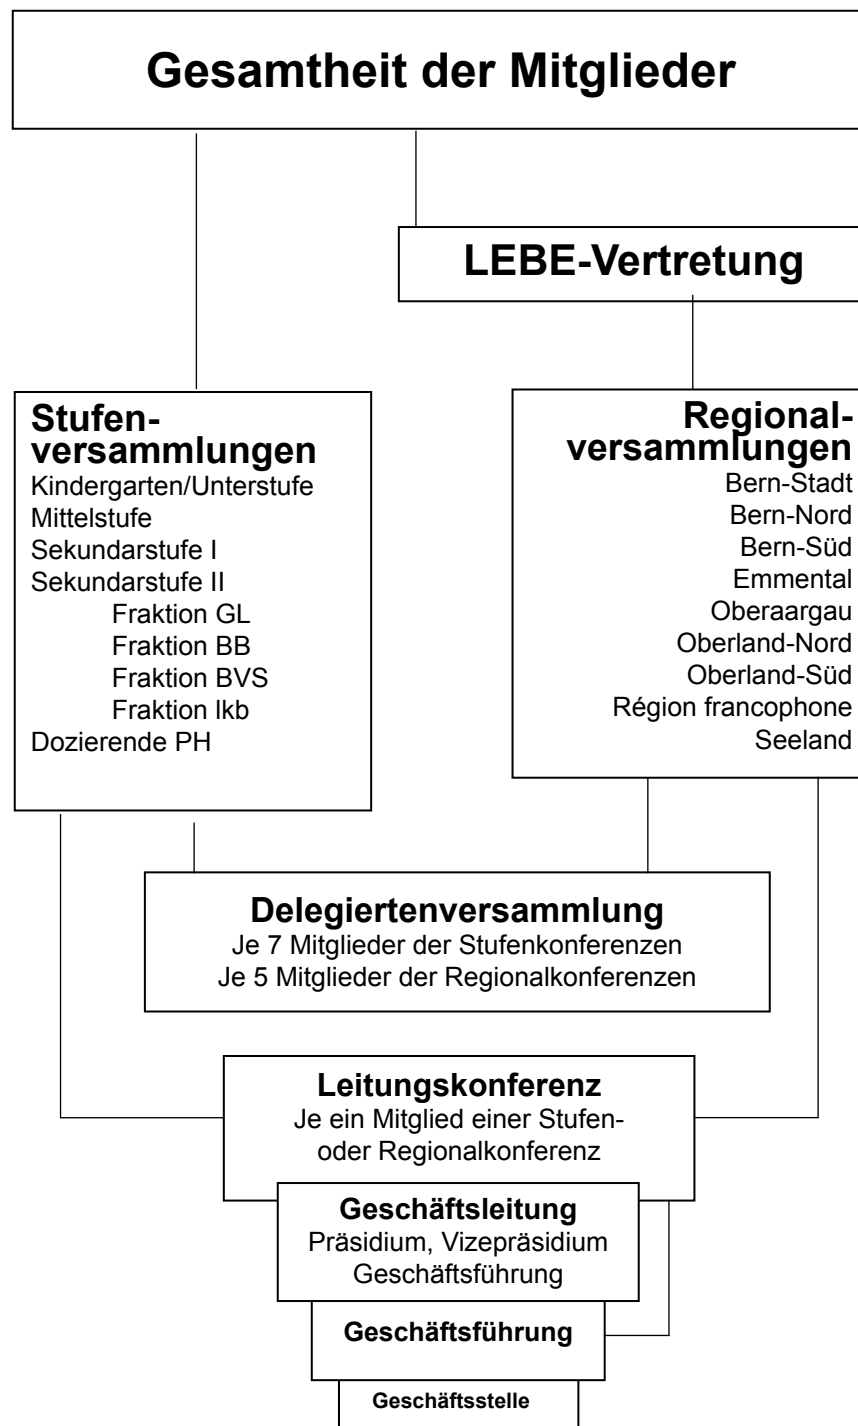 Gesamtheit der Mitglieder
LEBE-Vertretung
Stufen-
versammlungen
Kindergarten/Unterstufe
Mittelstufe
Sekundarstufe I
Sekundarstufe II
Fraktion GL
Fraktion BB
Fraktion BVS
Fraktion lkb
Dozierende PH
Regional-
versammlungen
Bern-Stadt
Bern-Nord
Bern-Süd
Emmental
Oberaargau
Oberland-Nord
Oberland-Süd
Région francophone
Seeland
Delegiertenversammlung
Je 7 Mitglieder der Stufenkonferenzen
Je 5 Mitglieder der Regionalkonferenzen
Leitungskonferenz
Je ein Mitglied einer Stufen-
oder Regionalkonferenz
Geschäftsleitung
Präsidium, Vizepräsidium
Geschäftsführung
Geschäftsführung
Geschäftsstelle